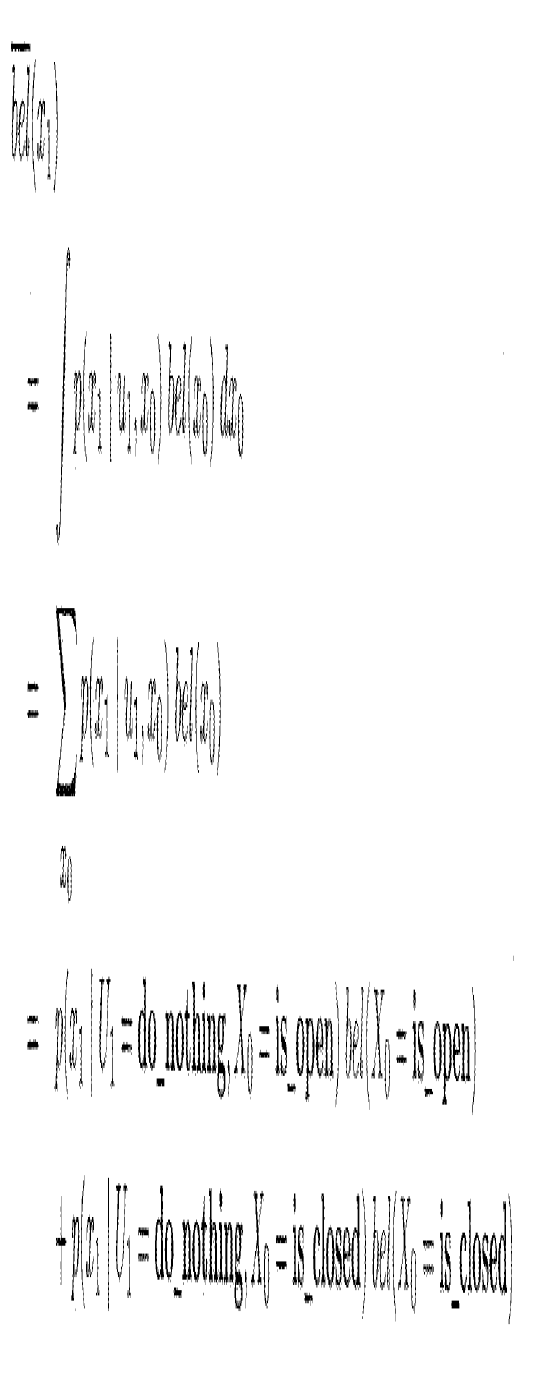 \overline{bel}(x_1)
= ∫ p(x_1 | u_1, x_0) bel(x_0) dx_0
= ∑ p(x_1 | u_1, x_0) bel(x_0)
x_0
= p(x_1 | U_1 = do_nothing, X_0 = is_open) bel(X_0 = is_open)
+ p(x_1 | U_1 = do_nothing, X_0 = is_closed) bel(X_0 = is_closed)